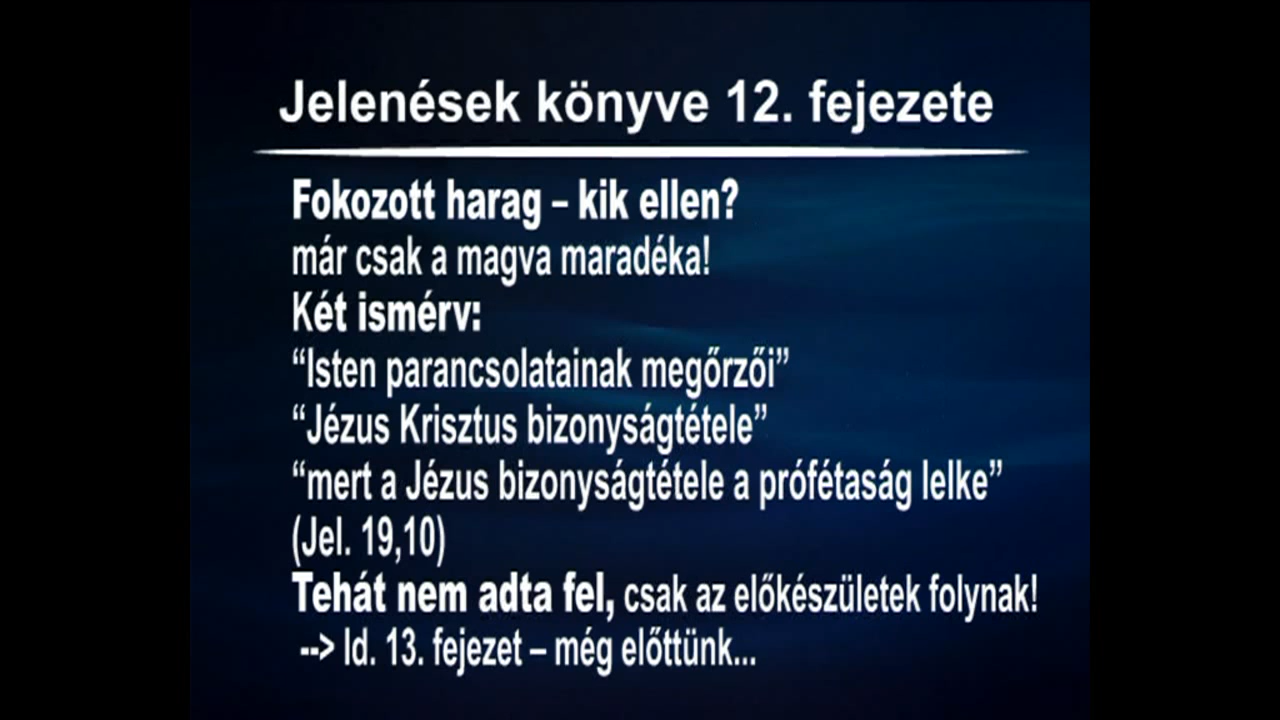 Jelenések könyve 12. fejezete
Fokozott harag – kik ellen?
már csak a magva maradéka!
Két ismérv:
“Isten parancsolatainak megőrzői”
“Jézus Krisztus bizonyságtétele”
“mert a Jézus bizonyságtétele a prófétaság lelke”
(Jel. 19,10)
Tehát nem adta fel, csak az előkészületek folynak!
--> ld. 13. fejezet – még előttünk...